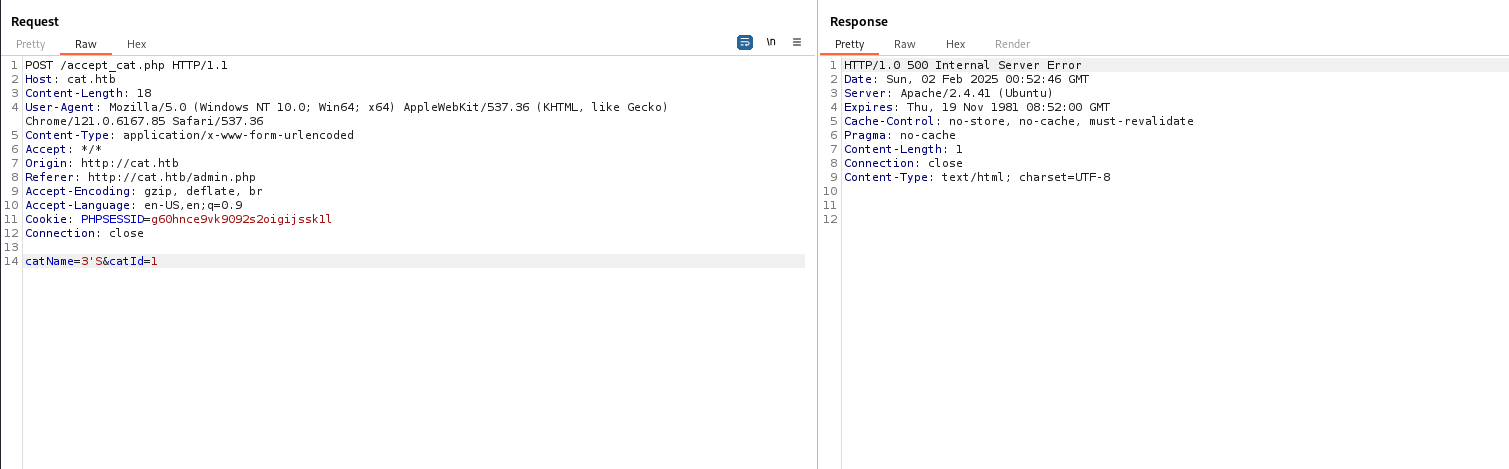 Request
Pretty Raw Hex
\n
1 POST /accept_cat.php HTTP/1.1
2 Host: cat.htb
3 Content-Length: 18
4 User-Agent: Mozilla/5.0 (Windows NT 10.0; Win64; x64) AppleWebKit/537.36 (KHTML, like Gecko)
Chrome/121.0.6167.85 Safari/537.36
5 Content-Type: application/x-www-form-urlencoded
6 Accept: */*
7 Origin: http://cat.htb
8 Referer: http://cat.htb/admin.php
9 Accept-Encoding: gzip, deflate, br
10 Accept-Language: en-US,en;q=0.9
11 Cookie: PHPSESSID=g60hnce9vk9092s2oigijssk1l
12 Connection: close
13
14 catName=3'S&catId=1
Response
Pretty Raw Hex Render
1 HTTP/1.0 500 Internal Server Error
2 Date: Sun, 02 Feb 2025 00:52:46 GMT
3 Server: Apache/2.4.41 (Ubuntu)
4 Expires: Thu, 19 Nov 1981 08:52:00 GMT
5 Cache-Control: no-store, no-cache, must-revalidate
6 Pragma: no-cache
7 Content-Length: 1
8 Connection: close
9 Content-Type: text/html; charset=UTF-8
10
11
12